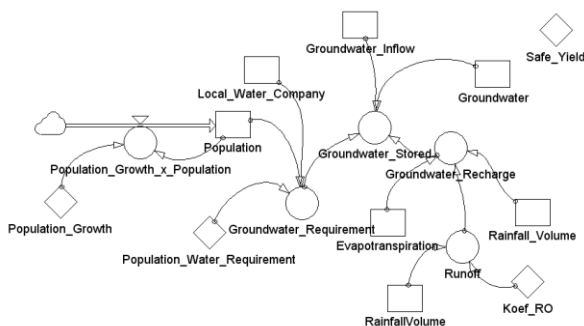 Groundwater_Inflow
Safe_Yield
Local_Water_Company
Groundwater
Population
Groundwater_Stored
Population_Growth_x_Population
Groundwater_Recharge
Population_Growth
Groundwater_Requirement
Rainfall_Volume
Evapotranspiration
Population_Water_Requirement
Runoff
Koef_RO
RainfallVolume